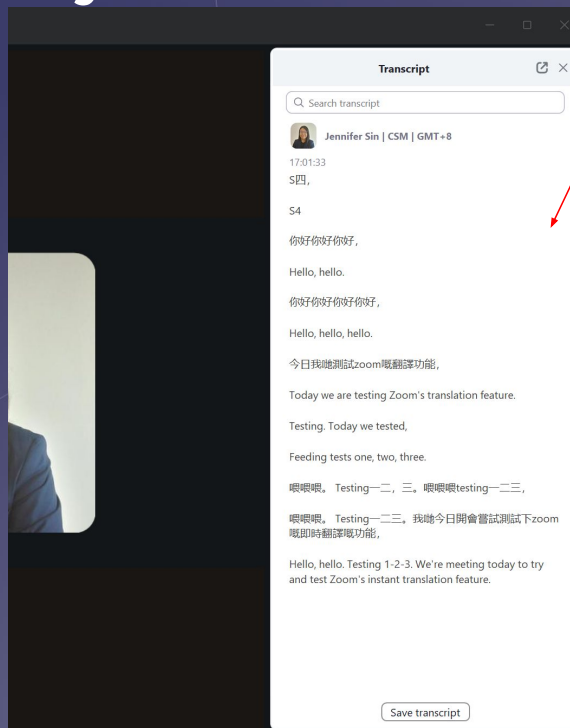 Transcript
Search transcript
Jennifer Sin | CSM | GMT+8
17:01:33
S四，
S4
你好你好你好，
Hello, hello.
你好你好你好你好，
Hello, hello, hello.
今日我哋測試zoom嘅翻譯功能，
Today we are testing Zoom's translation feature.
Testing. Today we tested,
Feeding tests one, two, three.
喂喂喂。 Testing一二，三。喂喂喂testing一二三，
喂喂喂。 Testing一二三。我哋今日開會嘗試測試下zoom
嘅即時翻譯嘅功能，
Hello, hello. Testing 1-2-3. We're meeting today to try
and test Zoom's instant translation feature.
Save transcript